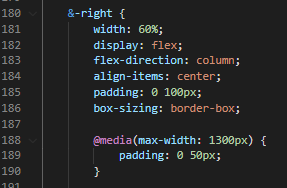 180 &-right {
181 width: 60%;
182 display: flex;
183 flex-direction: column;
184 align-items: center;
185 padding: 0 100px;
186 box-sizing: border-box;
187
188 @media(max-width: 1300px) {
189 padding: 0 50px;
190 }